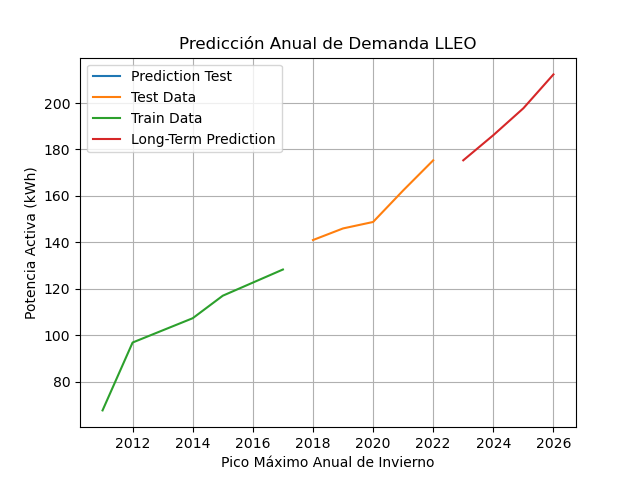 Predicción Anual de Demanda LLEO
Prediction Test
Test Data
Train Data
Long-Term Prediction
Potencia Activa (kWh)
200
180
160
140
120
100
80
2012 2014 2016 2018 2020 2022 2024 2026
Pico Máximo Anual de Invierno